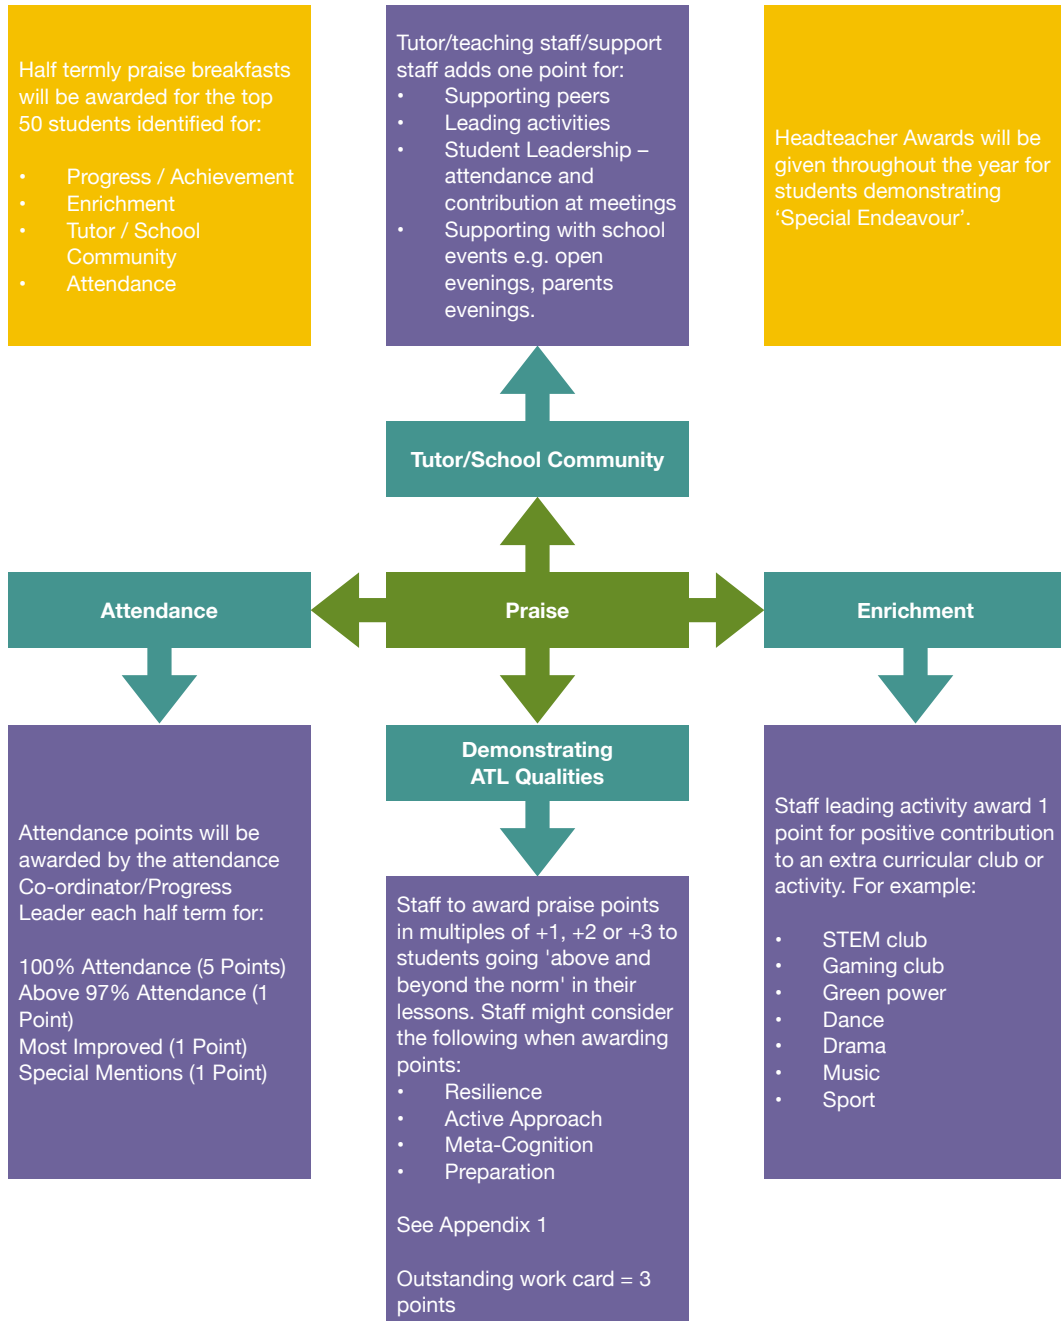 Half termly praise breakfasts
will be awarded for the top
50 students identified for:
• Progress / Achievement
• Enrichment
• Tutor / School
Community
• Attendance
Tutor/teaching staff/support
staff adds one point for:
• Supporting peers
• Leading activities
• Student Leadership –
attendance and
contribution at meetings
• Supporting with school
events e.g. open
evenings, parents
evenings.
Headteacher Awards will be
given throughout the year for
students demonstrating
‘Special Endeavour’.
Tutor/School Community
Attendance
Praise
Enrichment
Attendance points will be
awarded by the attendance
Co-ordinator/Progress
Leader each half term for:
100% Attendance (5 Points)
Above 97% Attendance (1
Point)
Most Improved (1 Point)
Special Mentions (1 Point)
Demonstrating
ATL Qualities
Staff to award praise points
in multiples of +1, +2 or +3 to
students going 'above and
beyond the norm' in their
lessons. Staff might consider
the following when awarding
points:
• Resilience
• Active Approach
• Meta-Cognition
• Preparation
See Appendix 1
Outstanding work card = 3
points
Staff leading activity award 1
point for positive contribution
to an extra curricular club or
activity. For example:
• STEM club
• Gaming club
• Green power
• Dance
• Drama
• Music
• Sport